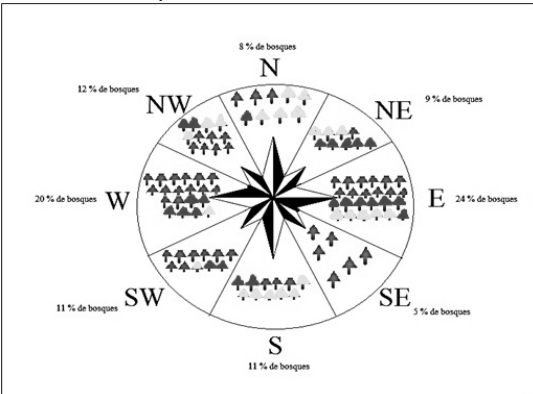 8 % de bosques
N
12 % de bosques
NW
NE
9 % de bosques
20 % de bosques
W
E
24 % de bosques
11 % de bosques
SW
SE
5 % de bosques
S
11 % de bosques